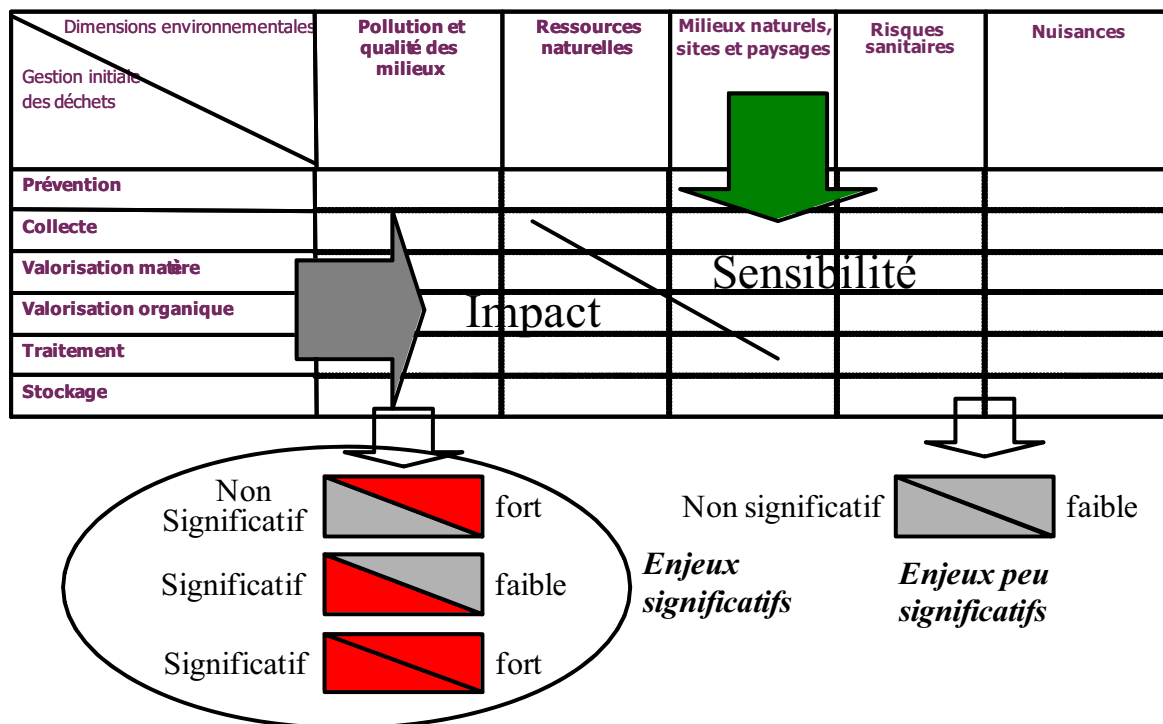 Dimensions environnementales
Gestion initiale
des déchets
Pollution et
qualité des
milieux
Ressources
naturelles
Milieux naturels,
sites et paysages
Risques
sanitaires
Nuisances
Prévention
Collecte
Valorisation matère
Valorisation organique
Traitement
Stockage
Impact
Sensibilité
Non
Significatif
fort
Significatif
faible
Significatif
fort
Enjeux
significatifs
Non significatif
faible
Enjeux peu
significatifs